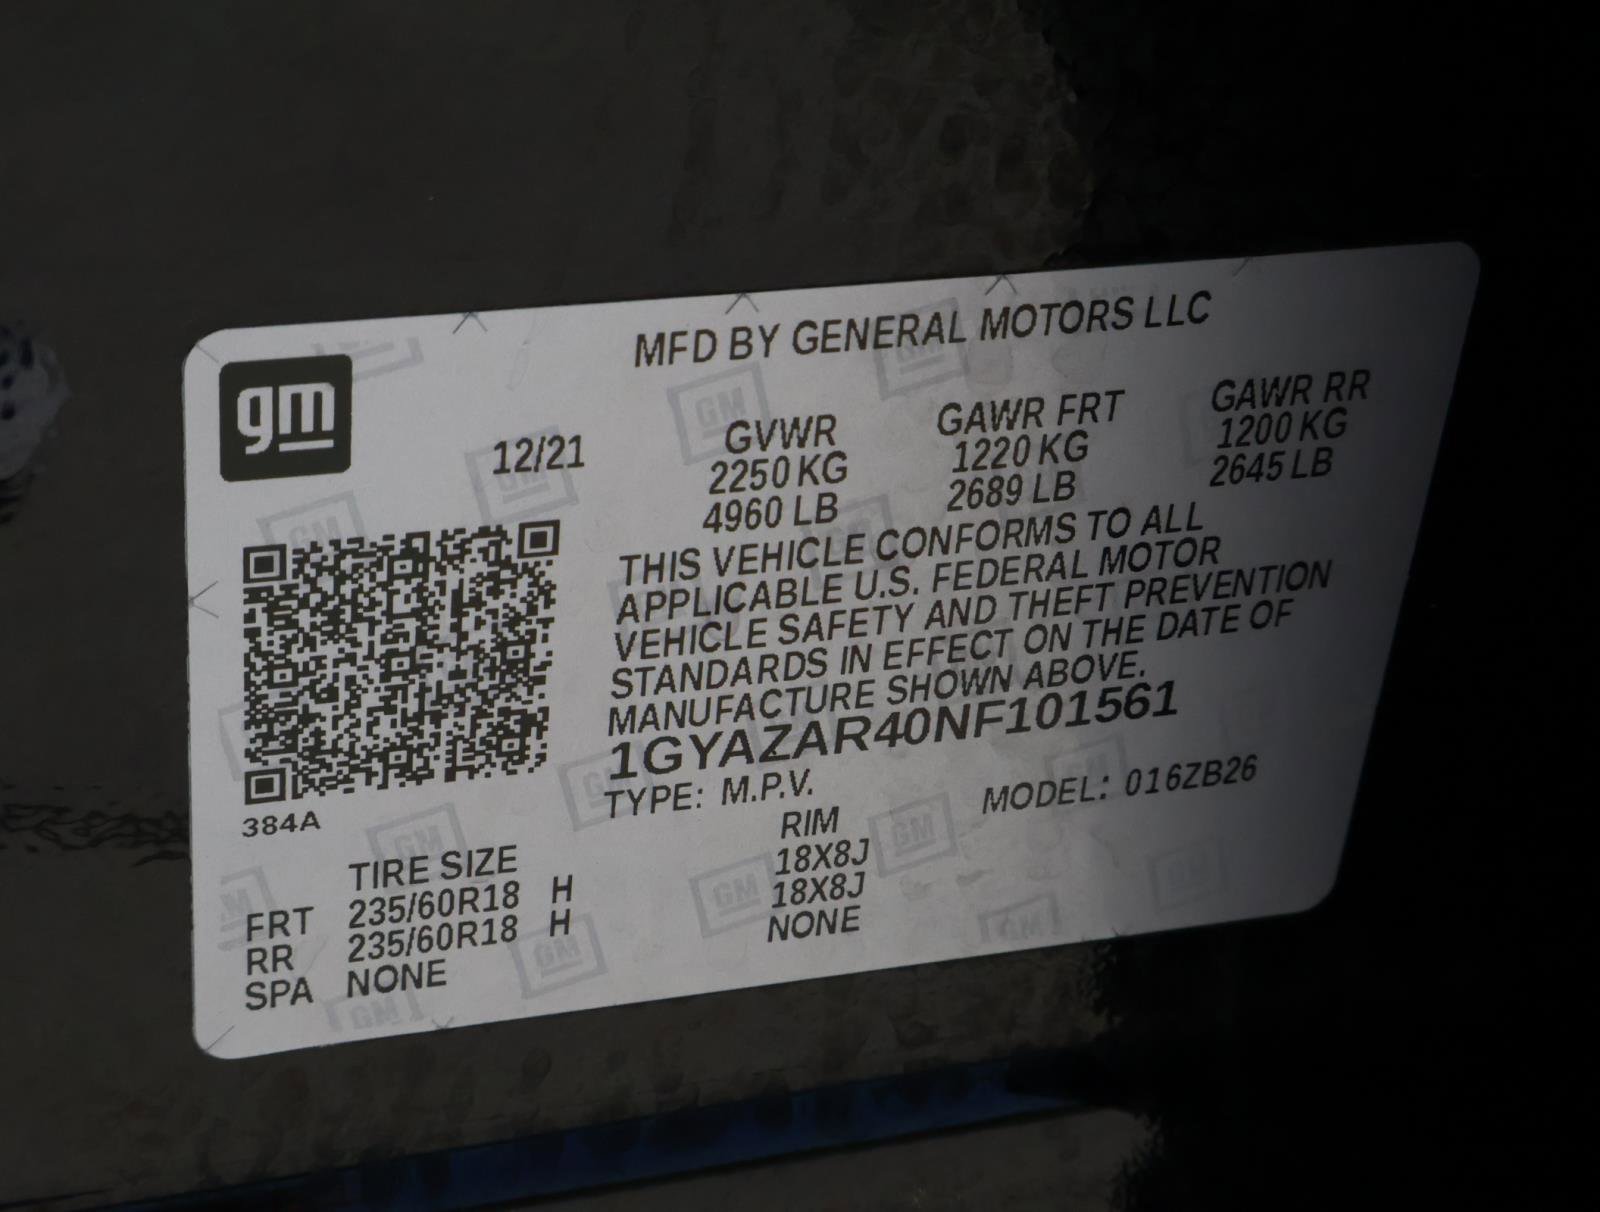 gm
MFD BY GENERAL MOTORS LLC
12/21 GVWR GAWR FRT GAWR RR
2250 KG 1220 KG 1200 KG
4960 LB 2689 LB 2645 LB
THIS VEHICLE CONFORMS TO ALL
APPLICABLE U.S. FEDERAL MOTOR
VEHICLE SAFETY AND THEFT PREVENTION
STANDARDS IN EFFECT ON THE DATE OF
MANUFACTURE SHOWN ABOVE.
1GYAZAR40NF101561
TYPE: M.P.V. MODEL: 016ZB26
384A
TIRE SIZE RIM
FRT 235/60R18 H 18X8J
RR 235/60R18 H 18X8J
SPA NONE NONE